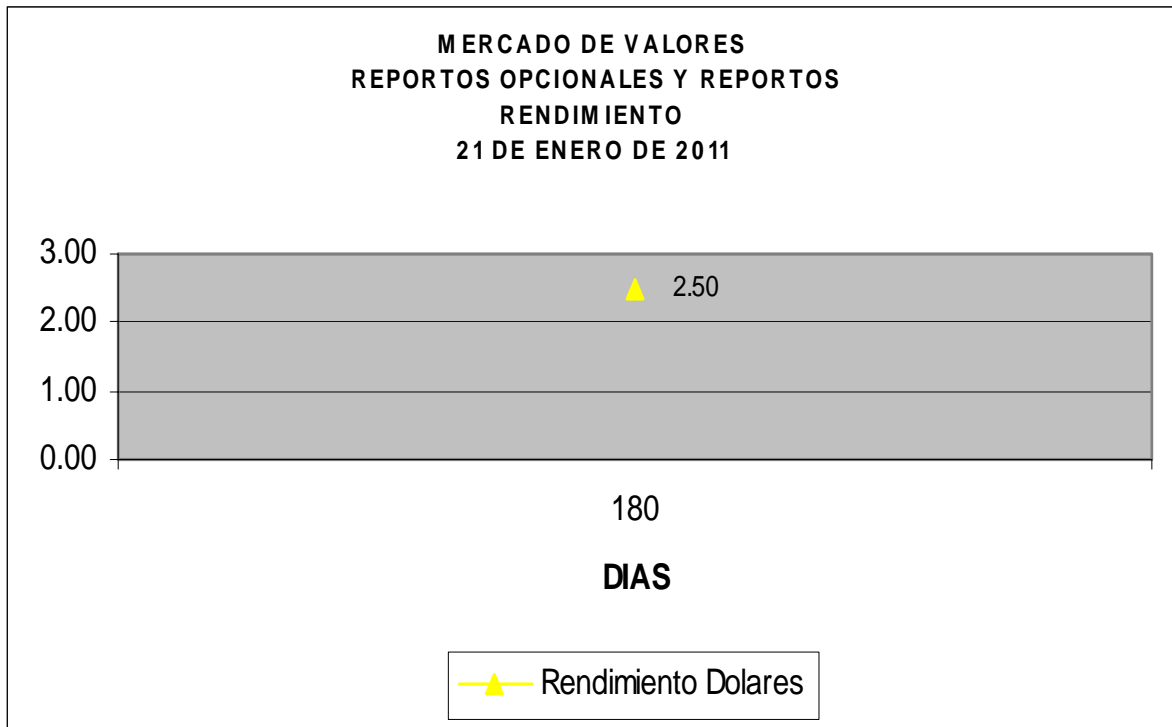 MERCADO DE VALORES
REPORTOS OPCIONALES Y REPORTOS
RENDIMIENTO
21 DE ENERO DE 2011
3.00
2.50
2.00
1.00
0.00
180
DIAS
Rendimiento Dolares